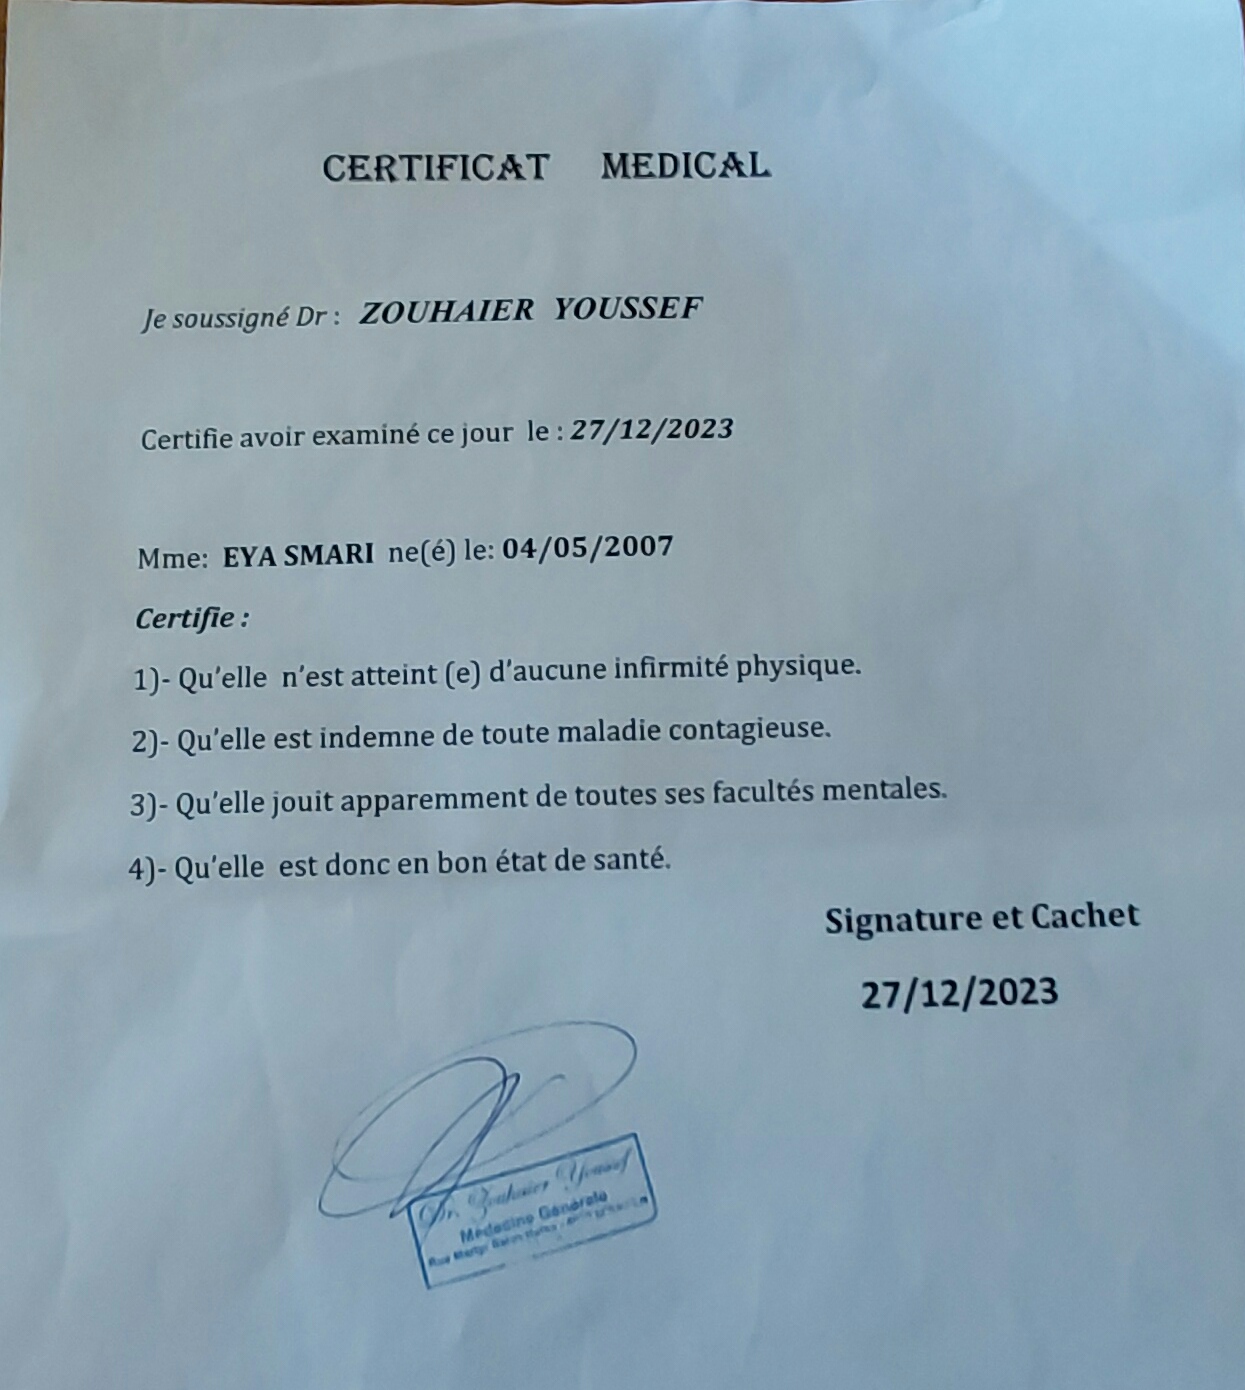 CERTIFICAT MEDICAL
Je soussigné Dr : ZOUHAIER YOUSSEF
Certifie avoir examiné ce jour le : 27/12/2023
Mme: EYA SMARI ne(é) le: 04/05/2007
Certifie :
1)- Qu'elle n'est atteint (e) d'aucune infirmité physique.
2)- Qu'elle est indemne de toute maladie contagieuse.
3)- Qu'elle jouit apparemment de toutes ses facultés mentales.
4)- Qu'elle est donc en bon état de santé.
Signature et Cachet
27/12/2023
Dr. Zouhaier Youssef
Médecine Générale
Rue Martyr